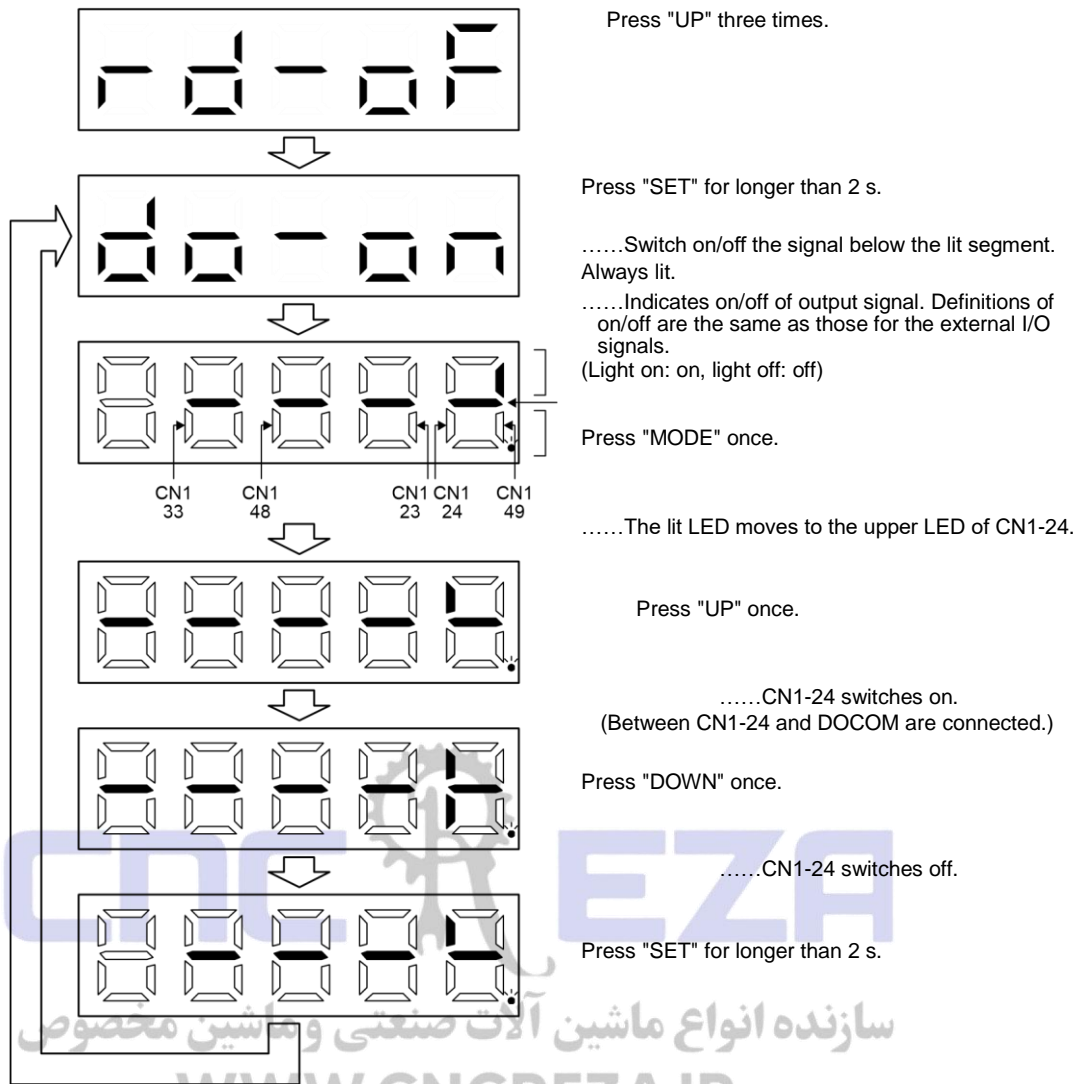 Press "UP" three times.
rd-oF
Press "SET" for longer than 2 s.
do-on
……Switch on/off the signal below the lit segment.
Always lit.
……Indicates on/off of output signal. Definitions of
on/off are the same as those for the external I/O
signals.
(Light on: on, light off: off)
Press "MODE" once.
CN1 CN1 CN1 CN1 CN1
33 48 23 24 49
……The lit LED moves to the upper LED of CN1-24.
Press "UP" once.
……CN1-24 switches on.
(Between CN1-24 and DOCOM are connected.)
Press "DOWN" once.
CNC REZA
……CN1-24 switches off.
Press "SET" for longer than 2 s.
سازنده انواع ماشین آلات صنعتی و ماشین مخصوص
WWW.CNCREZA.IR